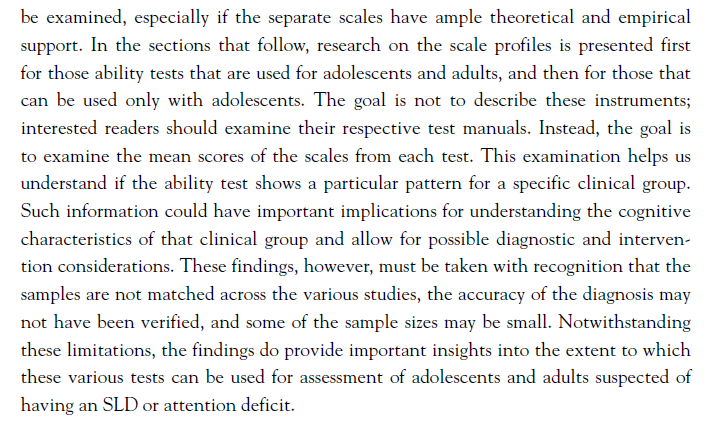 be examined, especially if the separate scales have ample theoretical and empirical
support. In the sections that follow, research on the scale profiles is presented first
for those ability tests that are used for adolescents and adults, and then for those that
can be used only with adolescents. The goal is not to describe these instruments;
interested readers should examine their respective test manuals. Instead, the goal is
to examine the mean scores of the scales from each test. This examination helps us
understand if the ability test shows a particular pattern for a specific clinical group.
Such information could have important implications for understanding the cognitive
characteristics of that clinical group and allow for possible diagnostic and interven-
tion considerations. These findings, however, must be taken with recognition that the
samples are not matched across the various studies, the accuracy of the diagnosis may
not have been verified, and some of the sample sizes may be small. Notwithstanding
these limitations, the findings do provide important insights into the extent to which
these various tests can be used for assessment of adolescents and adults suspected of
having an SLD or attention deficit.